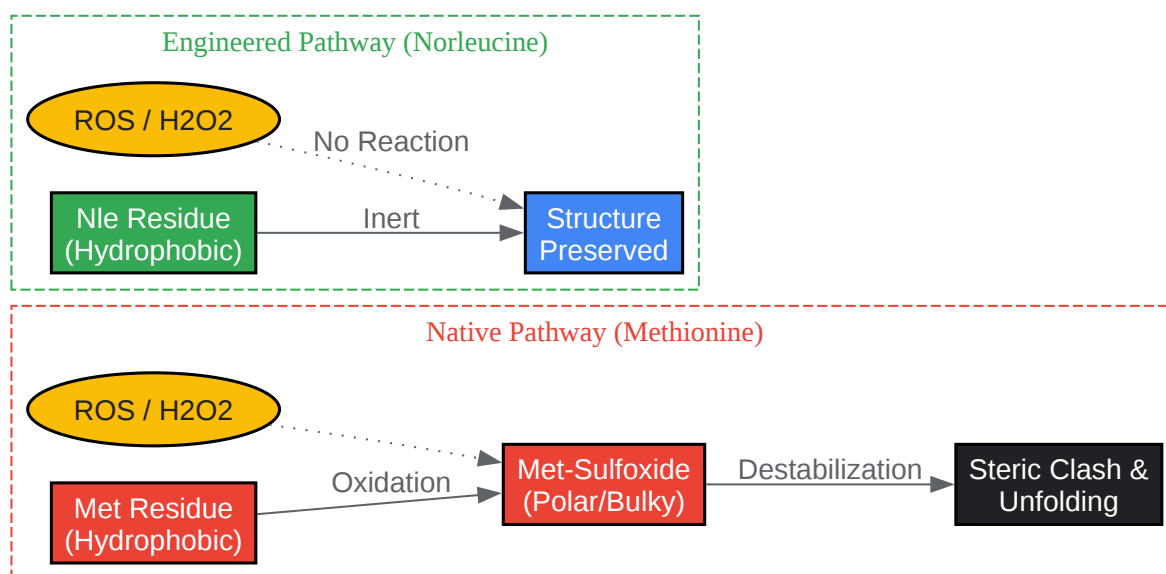 Engineered Pathway (Norleucine)
ROS / H2O2
No Reaction
Nle Residue
(Hydrophobic)
Inert
Structure
Preserved
Native Pathway (Methionine)
ROS / H2O2
Met Residue
(Hydrophobic)
Oxidation
Met-Sulfoxide
(Polar/Bulky)
Destabilization
Steric Clash &
Unfolding